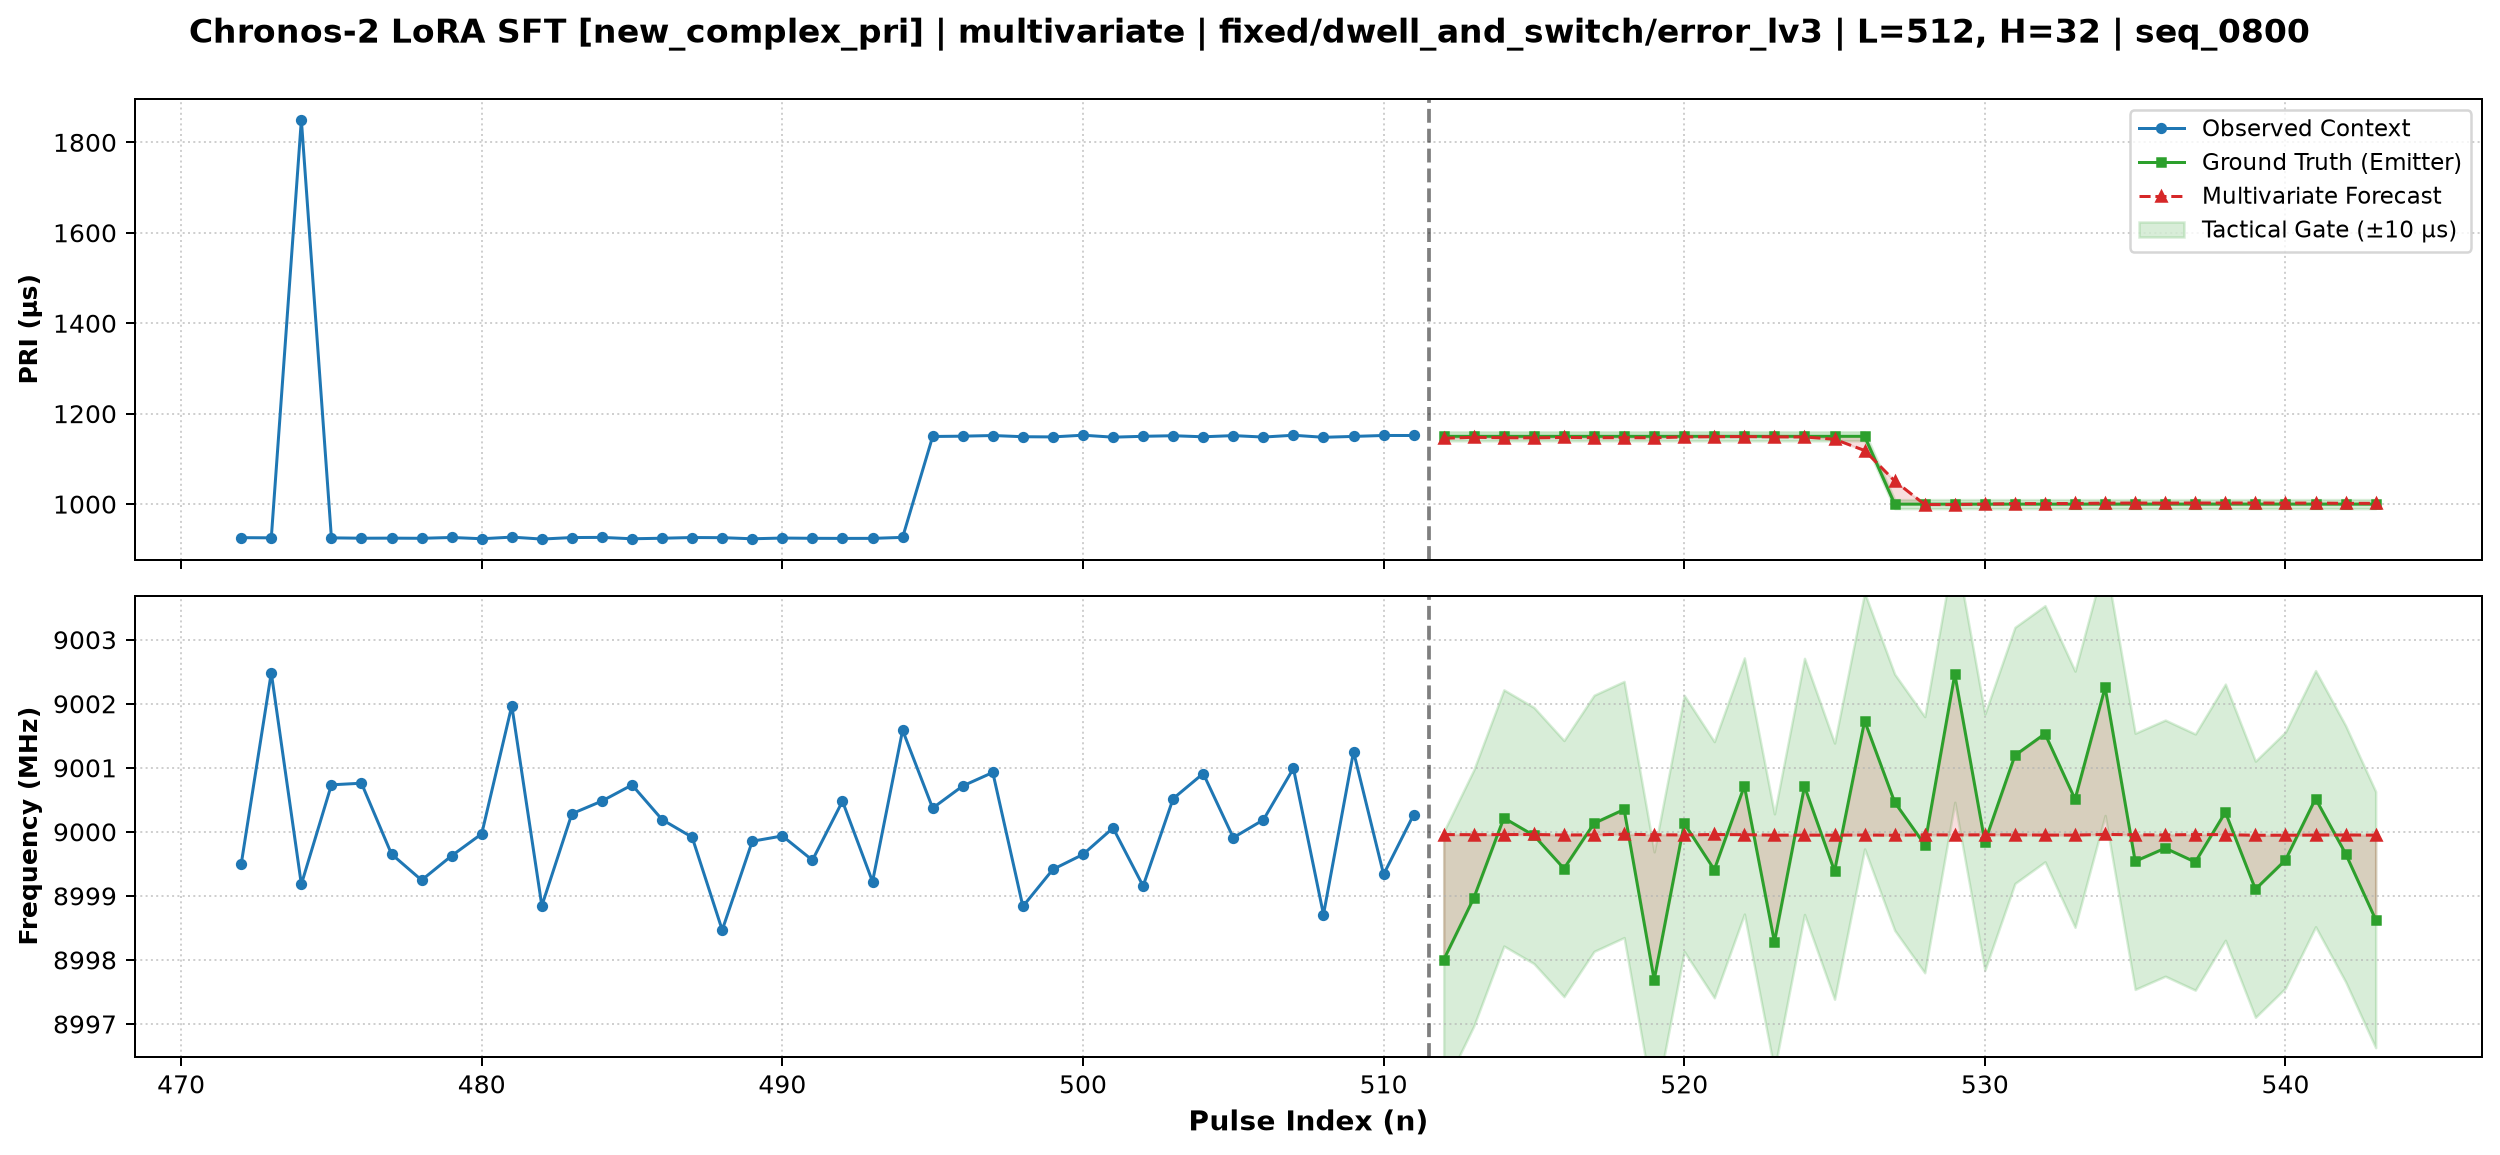 Chronos-2 LoRA SFT [new_complex_pri] | multivariate | fixed/dwell_and_switch/error_lv3 | L=512, H=32 | seq_0800
PRI (µs)
1800
1600
1400
1200
1000
Observed Context
Ground Truth (Emitter)
Multivariate Forecast
Tactical Gate (±10 µs)
Frequency (MHz)
9003
9002
9001
9000
8999
8998
8997
470 480 490 500 510 520 530 540
Pulse Index (n)